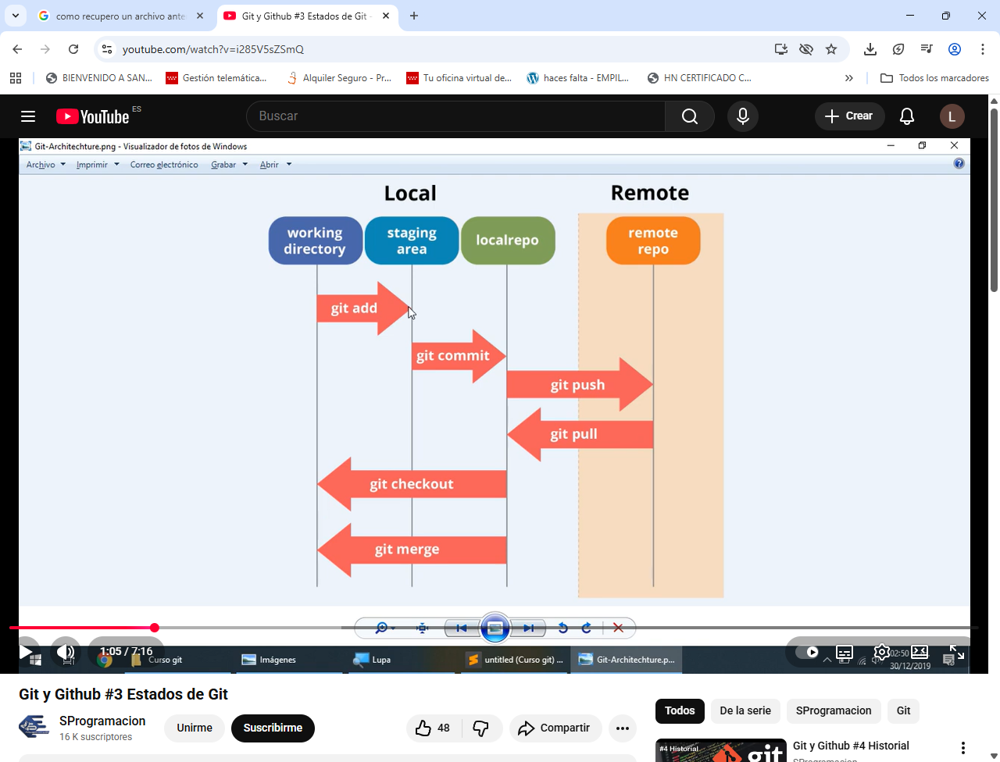 como recupero un archivo ante
Git y Github #3 Estados de Git -
youtube.com/watch?v=i285V5sZSmQ
BIENVENIDO A SAN...
Gestión telemática...
Alquiler Seguro - Pr...
Tu oficina virtual de...
haces falta - EMPIL...
HN CERTIFICADO C...
Todos los marcadores
YouTube ES
Buscar
Crear
L
Git-Architechture.png - Visualizador de fotos de Windows
Archivo Imprimir Correo electrónico Grabar Abrir
Local Remote
working directory
staging area
localrepo
remote repo
git add
git commit
git push
git pull
git checkout
git merge
1:05 / 7:16
Curso git
Imágenes
Lupa
untitled (Curso git) ...
Git-Architechture.p...
02:50
30/12/2019
Git y Github #3 Estados de Git
SProgramacion
16 K suscriptores
Unirme
Suscribirme
48
Compartir
Todos
De la serie
SProgramacion
Git
#4 Historial
git
Git y Github #4 Historial
SProgramacion